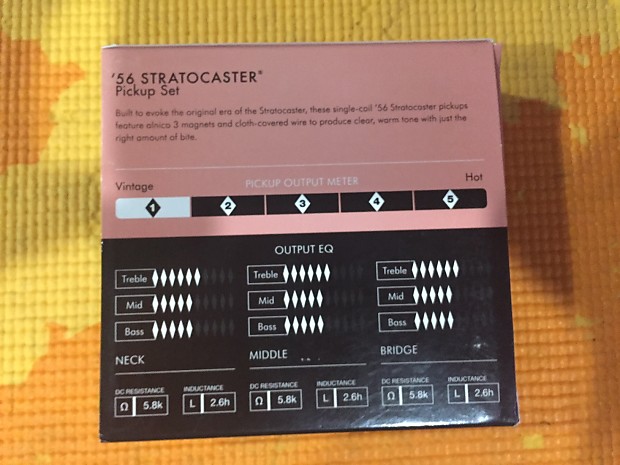 '56 STRATOCASTER®
Pickup Set
Built to evoke the original era of the Stratocaster, these single-coil '56 Stratocaster pickups
feature alnico 3 magnets and cloth-covered wire to produce clear, warm tone with just the
right amount of bite.
Vintage PICKUP OUTPUT METER Hot
1 2 3 4 5
OUTPUT EQ
Treble Treble Treble
Mid Mid Mid
Bass Bass Bass
NECK MIDDLE BRIDGE
DC RESISTANCE INDUCTANCE DC RESISTANCE INDUCTANCE DC RESISTANCE INDUCTANCE
Ω 5.8k L 2.6h Ω 5.8k L 2.6h Ω 5.8k L 2.6h